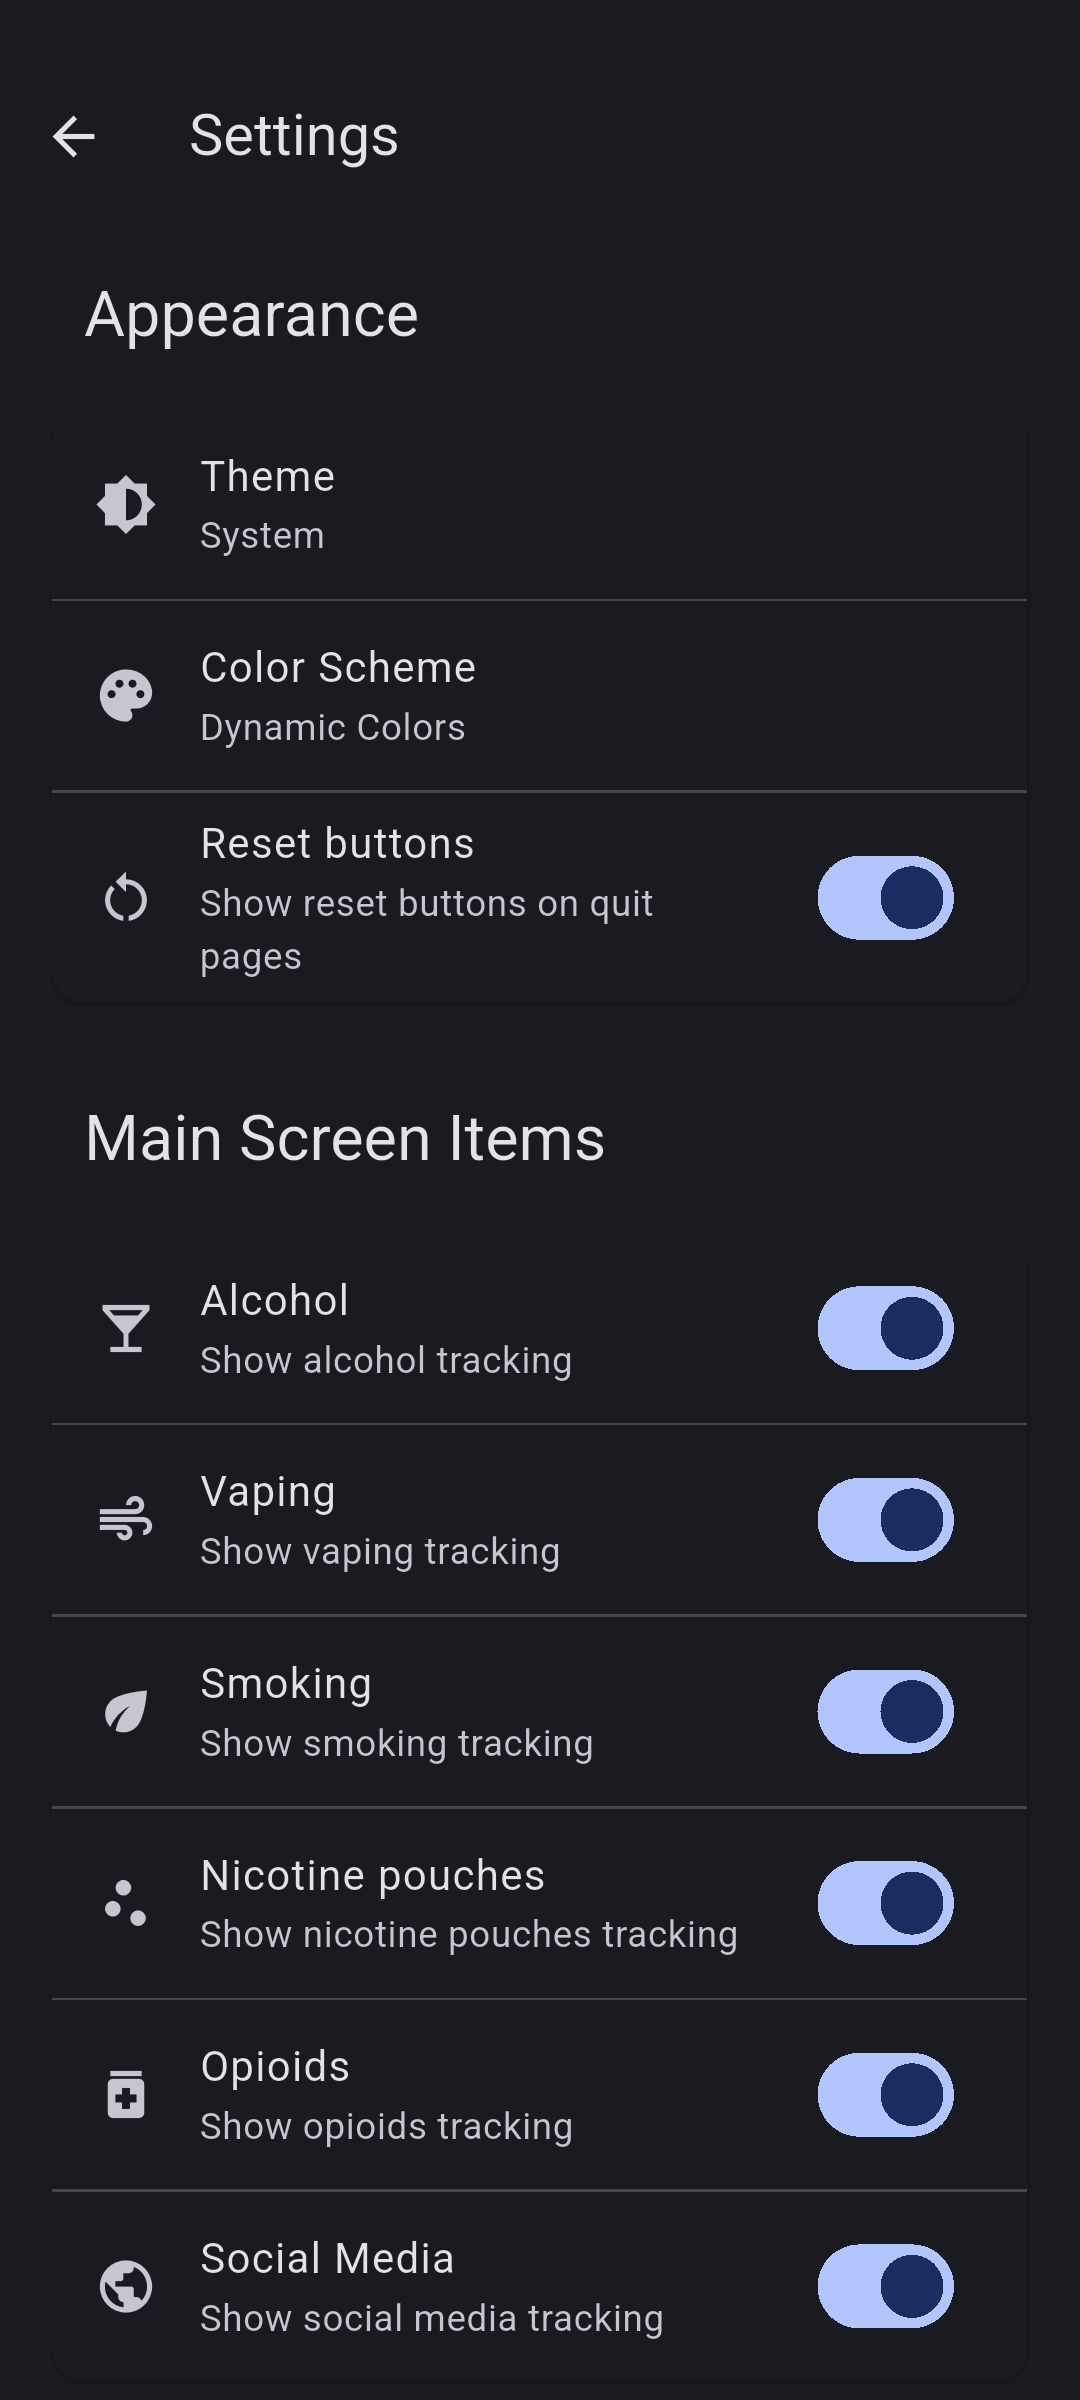 Settings
Appearance
Theme
System
Color Scheme
Dynamic Colors
Reset buttons
Show reset buttons on quit
pages
Main Screen Items
Alcohol
Show alcohol tracking
Vaping
Show vaping tracking
Smoking
Show smoking tracking
Nicotine pouches
Show nicotine pouches tracking
Opioids
Show opioids tracking
Social Media
Show social media tracking